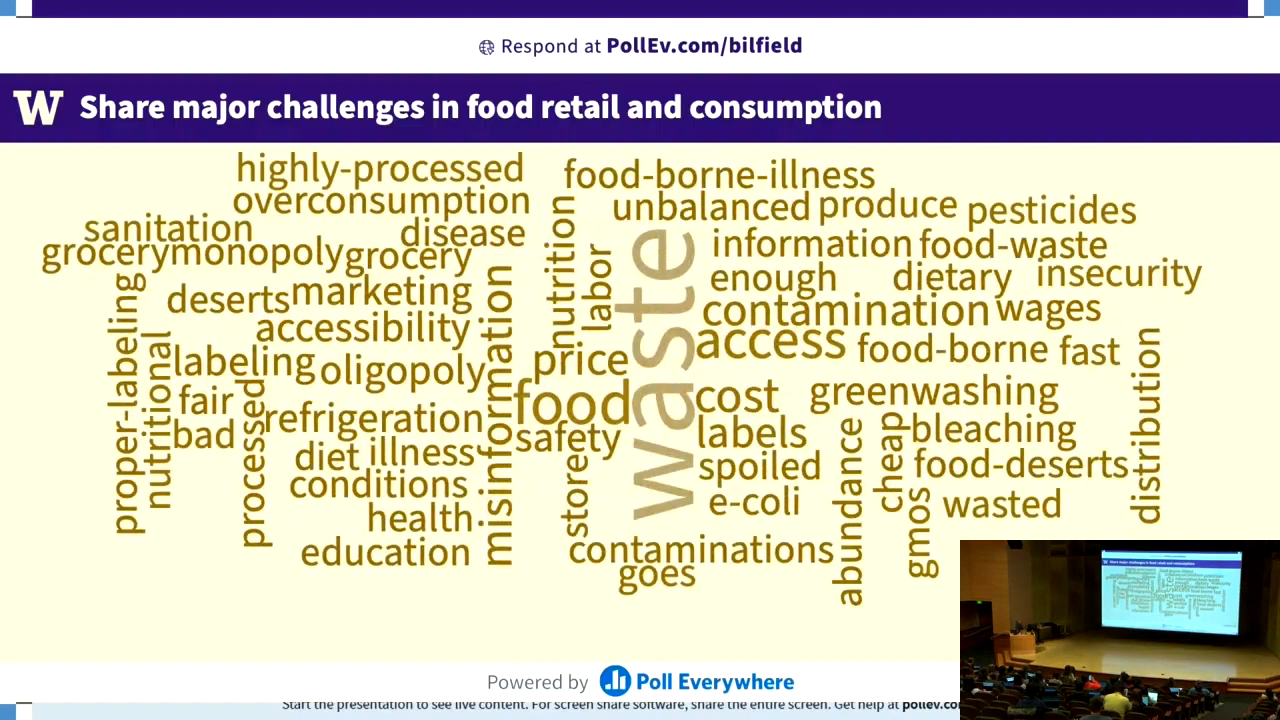 Respond at PollEv.com/bilfield
W Share major challenges in food retail and consumption
highly-processed
food-borne-illness
overconsumption
unbalanced
produce
pesticides
sanitation
disease
nutrition
labor
waste
information
food-waste
grocerymonopoly
grocery
enough
dietary
insecurity
deserts
marketing
misinformation
contamination
wages
proper-labeling
nutritional
accessibility
access
food-borne
fast
distribution
labeling
oligopoly
price
fair
processed
refrigeration
food
cost
greenwashing
bad
safety
labels
abundance
cheap
bleaching
diet
illness
store
spoiled
food-deserts
conditions
e-coli
gmos
wasted
health
education
contaminations
goes
Powered by Poll Everywhere
Start the presentation to see live content. For screen share software, share the entire screen. Get help at